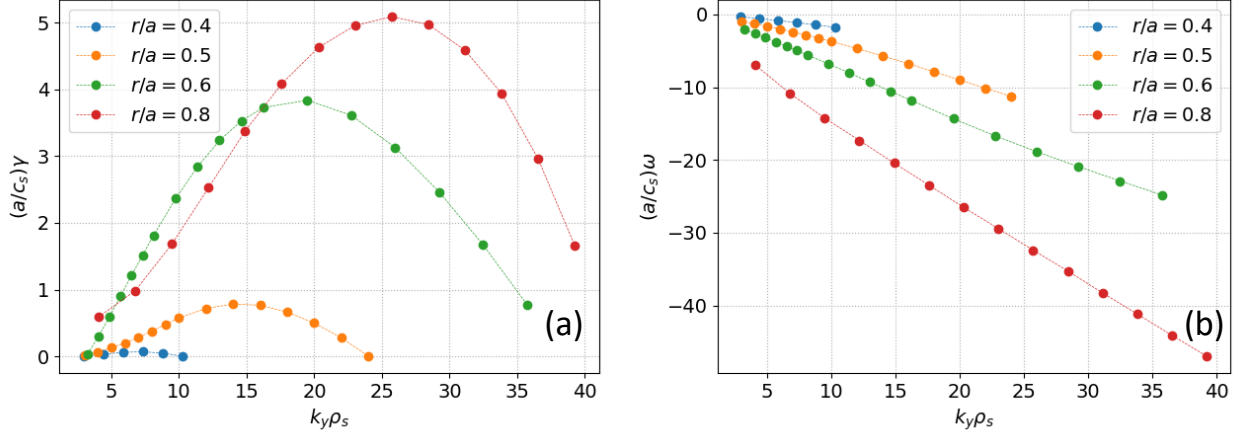 r/a = 0.4
r/a = 0.5
r/a = 0.6
r/a = 0.8
(a/c_s)γ
5
4
3
2
1
0
5 10 15 20 25 30 35 40
k_yρ_s
(a)
r/a = 0.4
r/a = 0.5
r/a = 0.6
r/a = 0.8
(a/c_s)ω
0
−10
−20
−30
−40
5 10 15 20 25 30 35 40
k_yρ_s
(b)